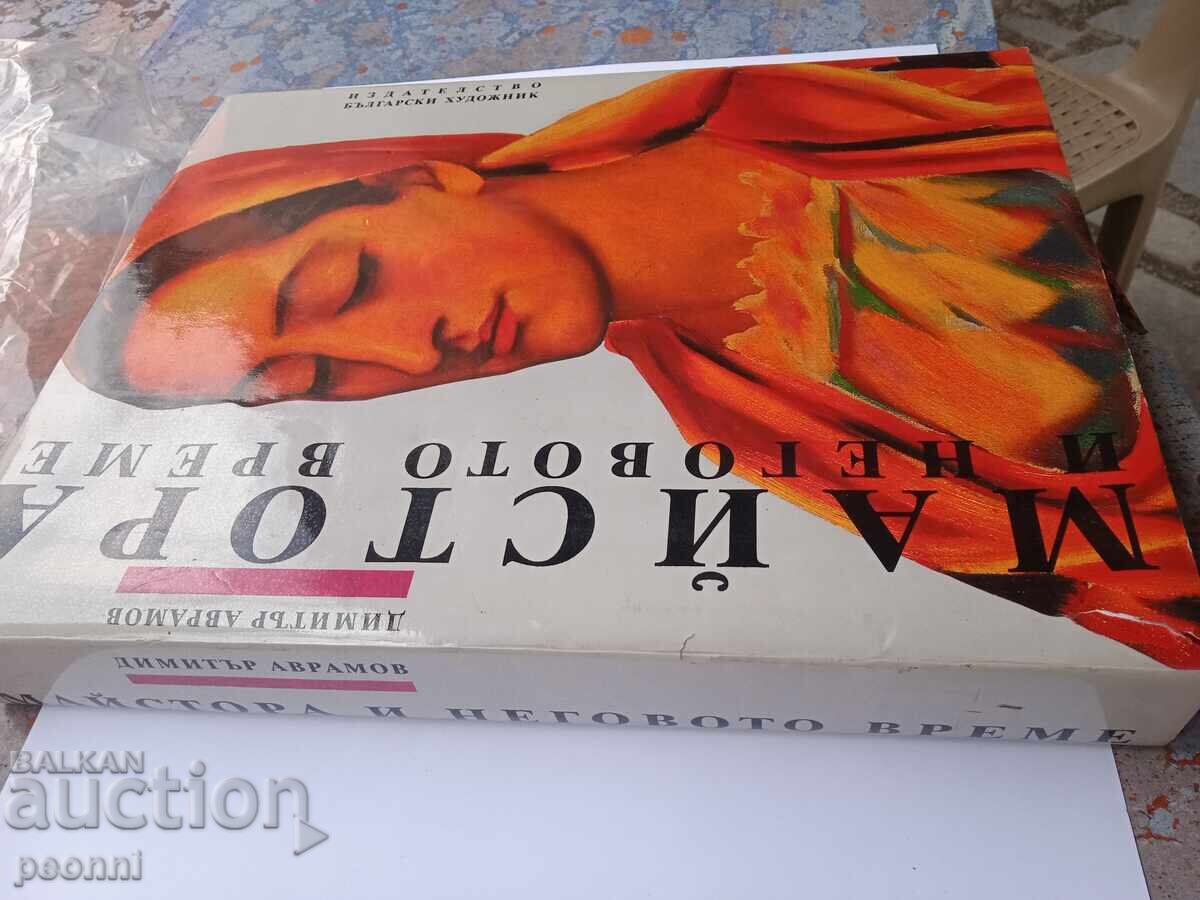 ИЗДАТЕЛСТВО
БЪЛГАРСКИ ХУДОЖНИК
И НЕГОВОТО ВРЕМЕ
МАЙСТОРА
ДИМИТЪР АВРАМОВ
ДИМИТЪР АВРАМОВ
МАЙСТОРА И НЕГОВОТО ВРЕМЕ
BALKAN
auction
peonni